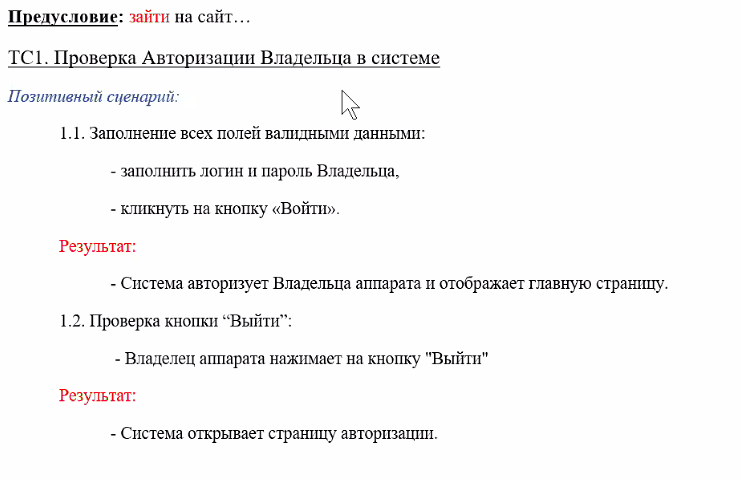 Предусловие: зайти на сайт…
ТС1. Проверка Авторизации Владельца в системе
Позитивный сценарий:
1.1. Заполнение всех полей валидными данными:
- заполнить логин и пароль Владельца,
- кликнуть на кнопку «Войти».
Результат:
- Система авторизует Владельца аппарата и отображает главную страницу.
1.2. Проверка кнопки “Выйти”:
- Владелец аппарата нажимает на кнопку "Выйти"
Результат:
- Система открывает страницу авторизации.